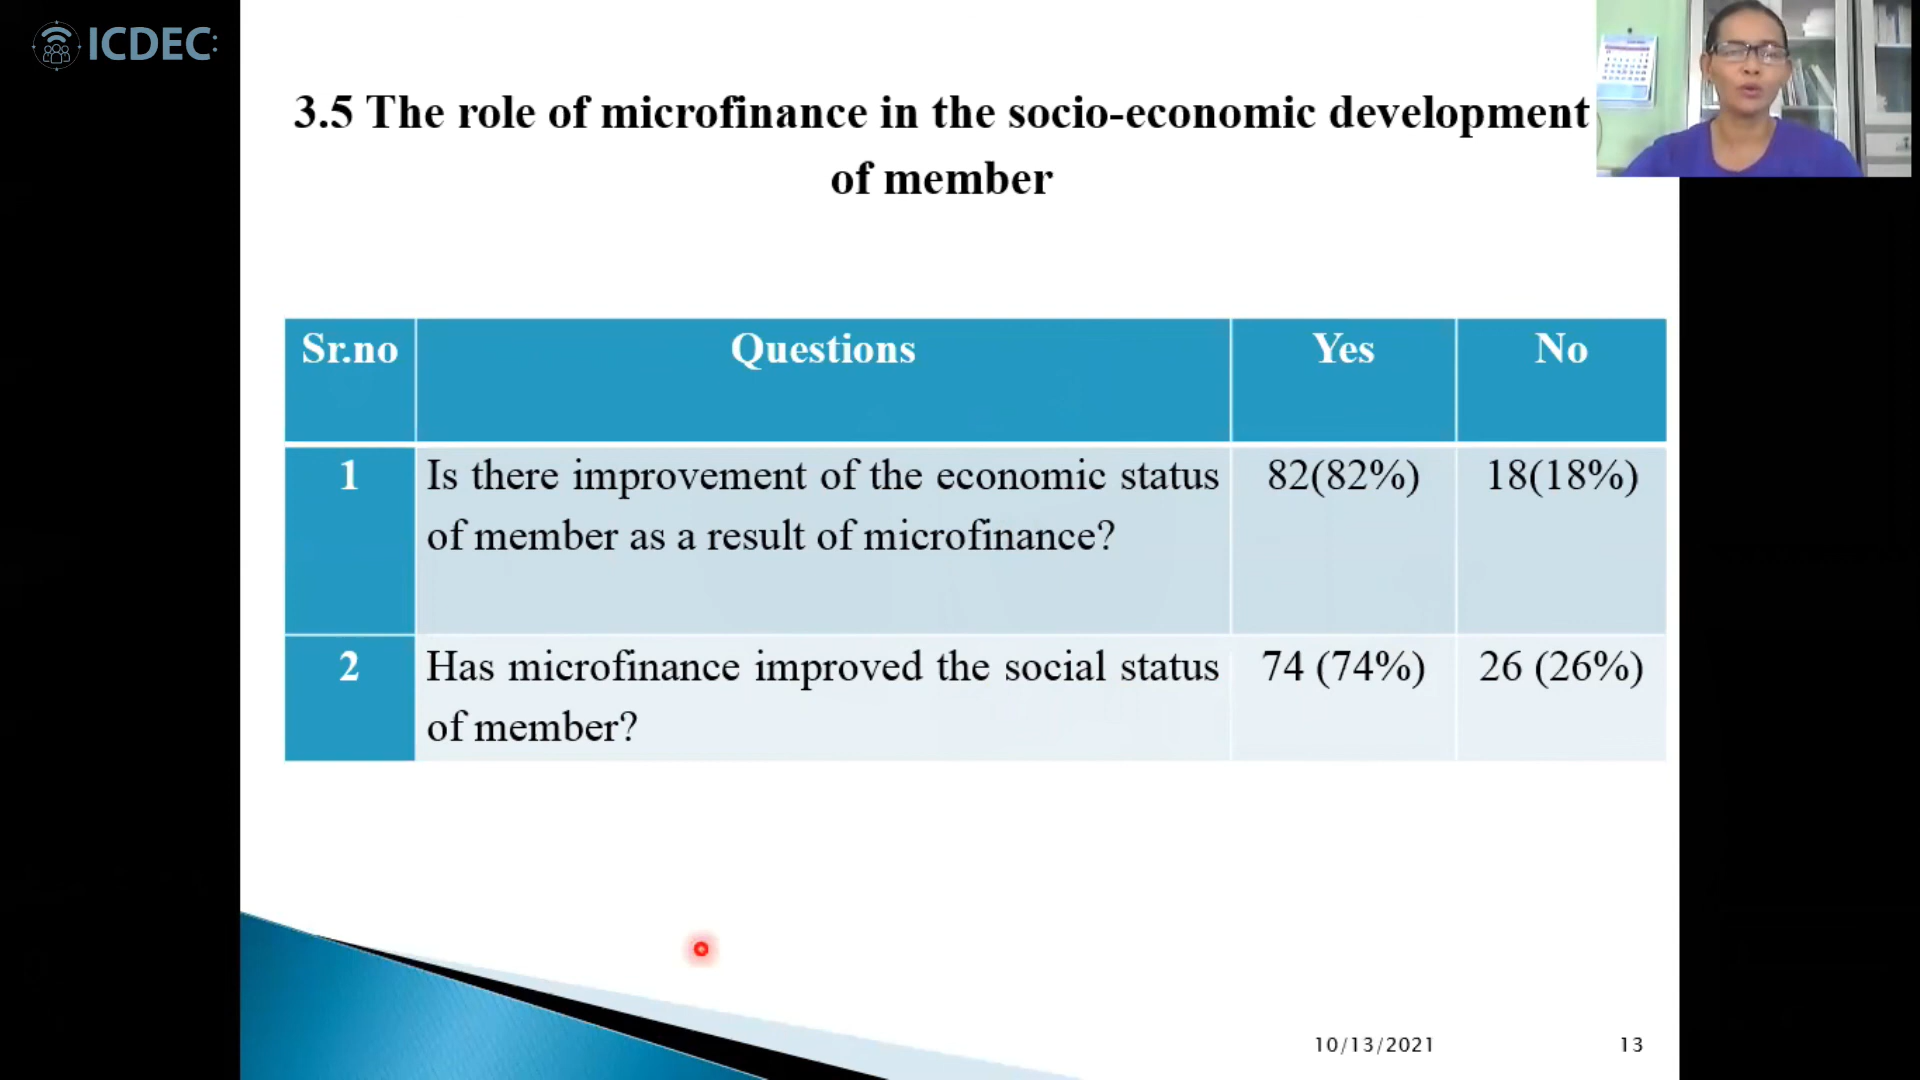 ICDEC:
3.5 The role of microfinance in the socio-economic development
of member
Sr.no Questions Yes No
1 Is there improvement of the economic status 82(82%) 18(18%)
of member as a result of microfinance?
2 Has microfinance improved the social status 74 (74%) 26 (26%)
of member?
10/13/2021 13